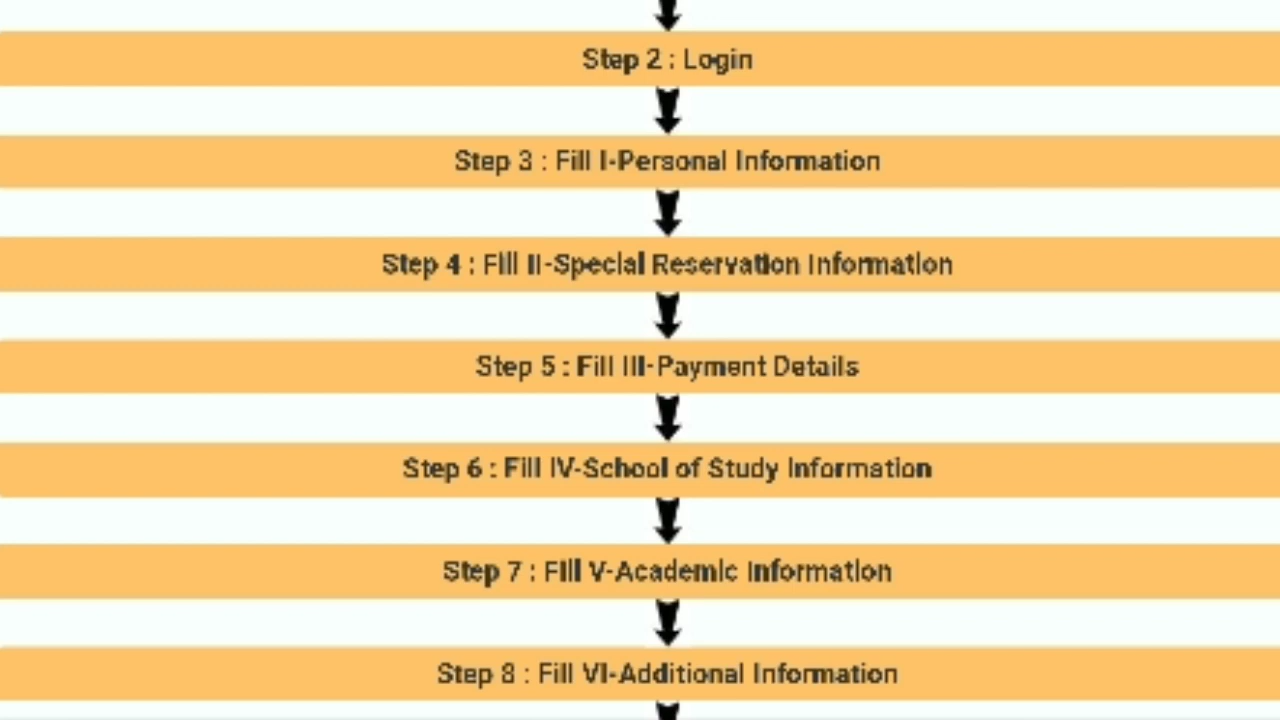 Step 2 : Login
Step 3 : Fill I-Personal Information
Step 4 : Fill II-Special Reservation Information
Step 5 : Fill III-Payment Details
Step 6 : Fill IV-School of Study Information
Step 7 : Fill V-Academic Information
Step 8 : Fill VI-Additional Information